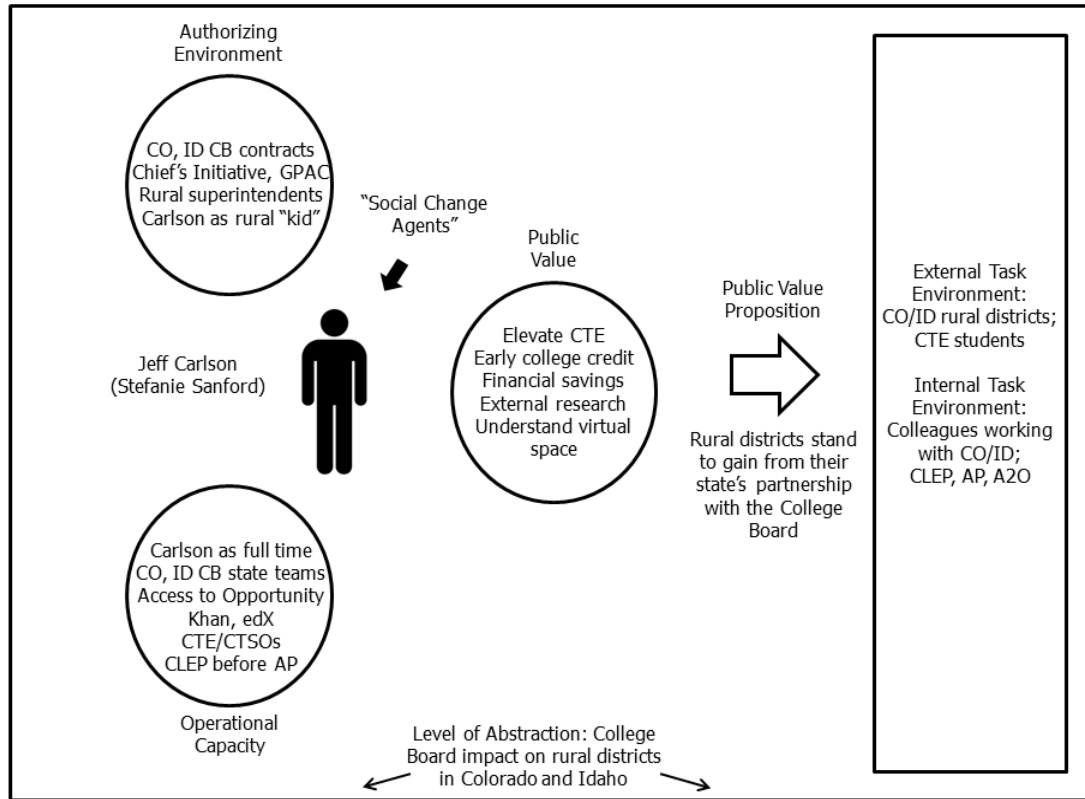 Authorizing
Environment
CO, ID CB contracts
Chief’s Initiative, GPAC
Rural superintendents
Carlson as rural “kid”
“Social Change
Agents”
Jeff Carlson
(Stefanie Sanford)
Public
Value
Elevate CTE
Early college credit
Financial savings
External research
Understand virtual
space
Public Value
Proposition
Rural districts stand
to gain from their
state’s partnership
with the College
Board
External Task
Environment:
CO/ID rural districts;
CTE students
Internal Task
Environment:
Colleagues working
with CO/ID;
CLEP, AP, A2O
Carlson as full time
CO, ID CB state teams
Access to Opportunity
Khan, edX
CTE/CTSOs
CLEP before AP
Operational
Capacity
Level of Abstraction: College
Board impact on rural districts
in Colorado and Idaho